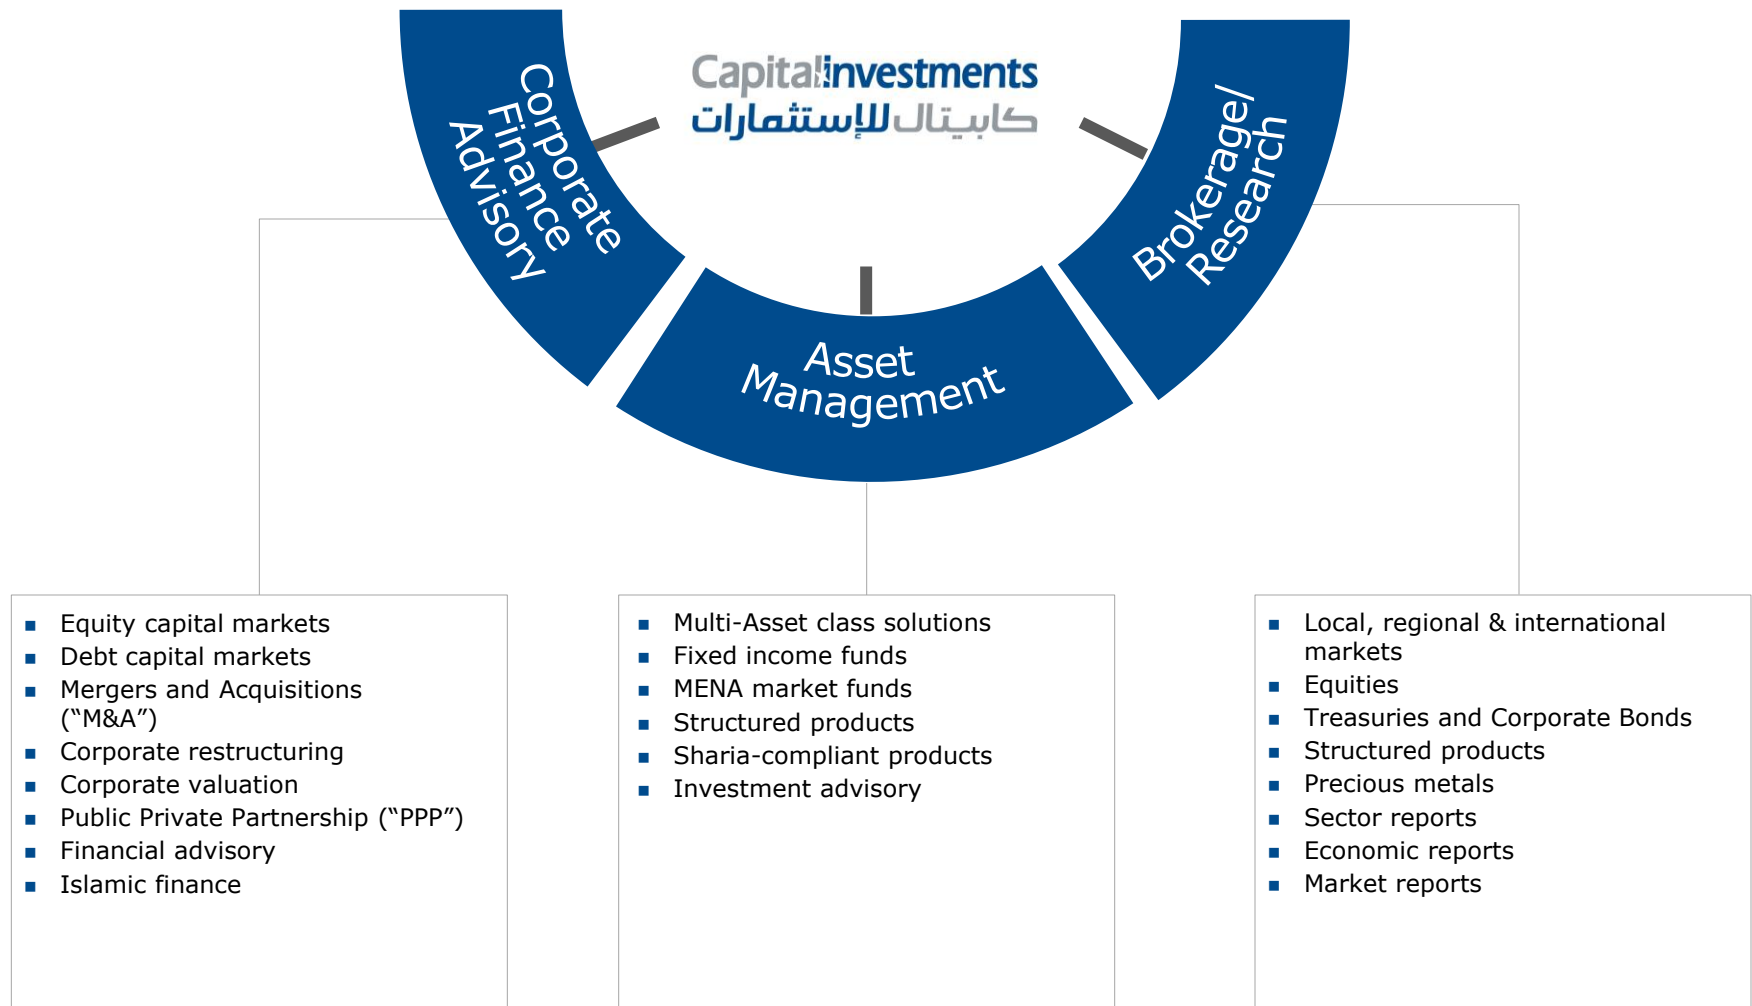 Capitalinvestments
كابيتال للإستثمارات
Corporate
Finance
Advisory
Asset
Management
Brokerage/
Research
Equity capital markets
Debt capital markets
Mergers and Acquisitions
(“M&A”)
Corporate restructuring
Corporate valuation
Public Private Partnership (“PPP”)
Financial advisory
Islamic finance
Multi-Asset class solutions
Fixed income funds
MENA market funds
Structured products
Sharia-compliant products
Investment advisory
Local, regional & international
markets
Equities
Treasuries and Corporate Bonds
Structured products
Precious metals
Sector reports
Economic reports
Market reports